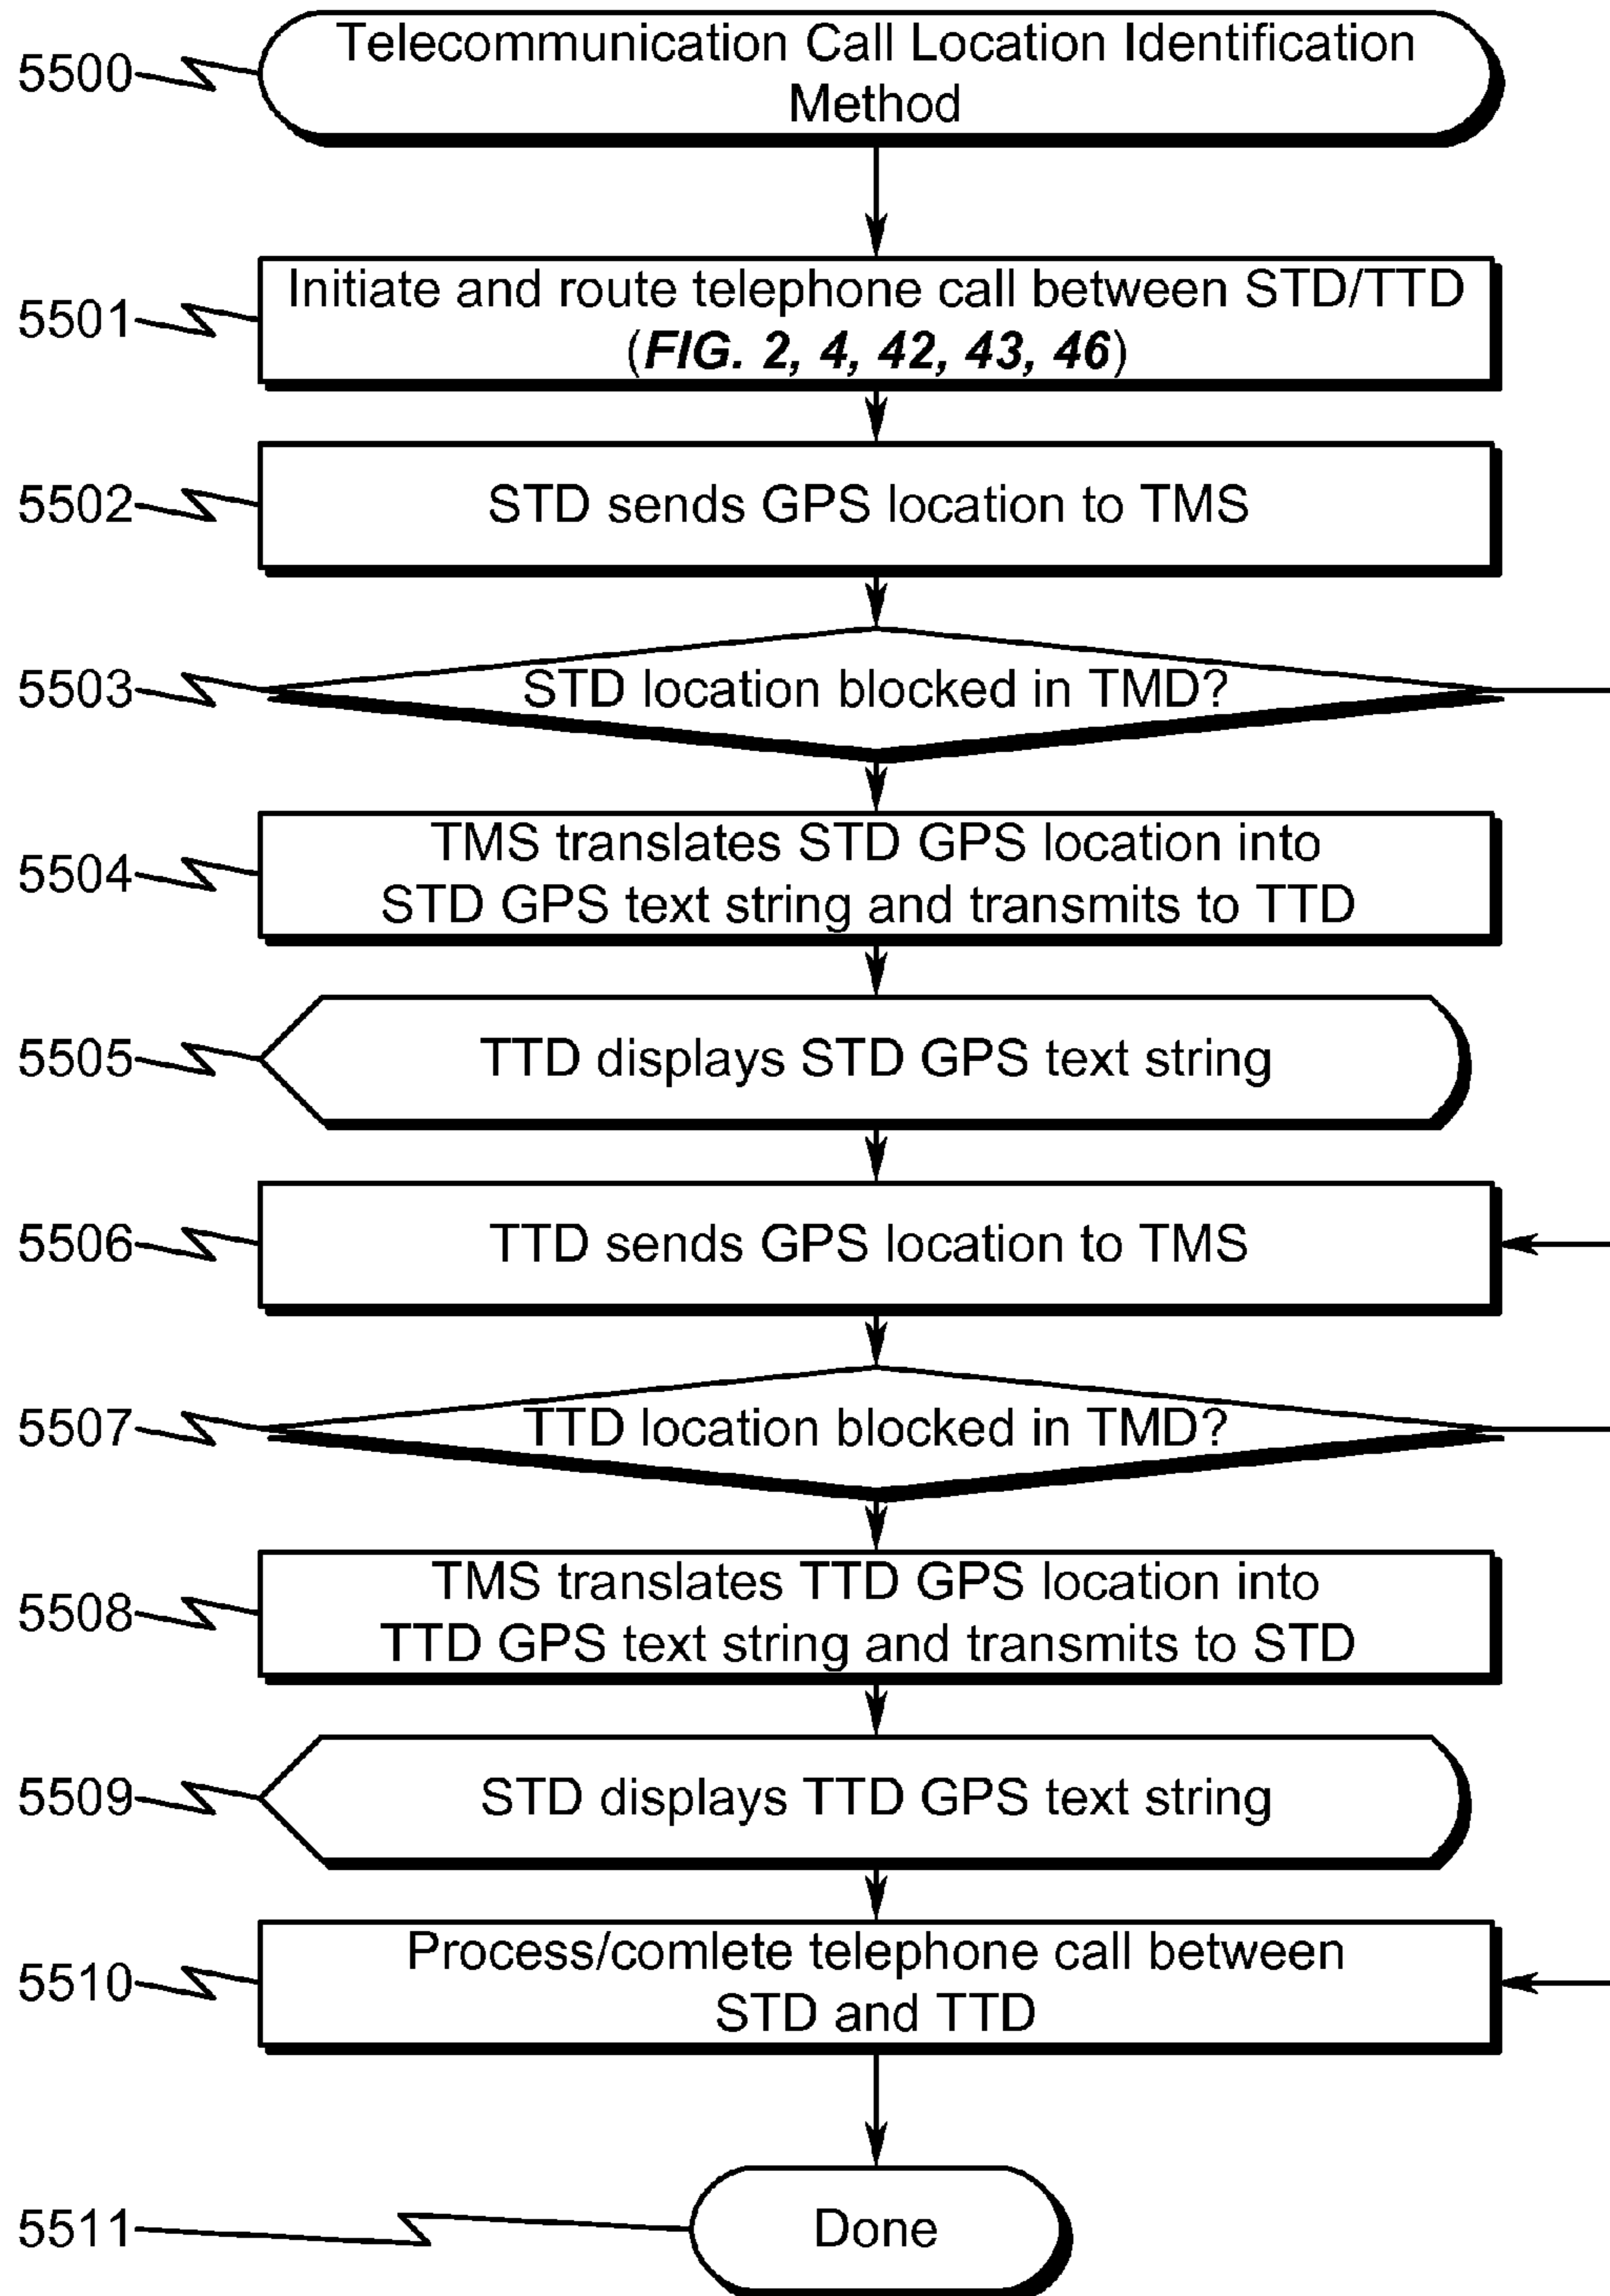 Telecommunication Call Location Identification
Method
5500
Initiate and route telephone call between STD/TTD
(FIG. 2, 4, 42, 43, 46)
5501
STD sends GPS location to TMS
5502
STD location blocked in TMD?
5503
TMS translates STD GPS location into
STD GPS text string and transmits to TTD
5504
TTD displays STD GPS text string
5505
TTD sends GPS location to TMS
5506
TTD location blocked in TMD?
5507
TMS translates TTD GPS location into
TTD GPS text string and transmits to STD
5508
STD displays TTD GPS text string
5509
Process/comlete telephone call between
STD and TTD
5510
Done
5511